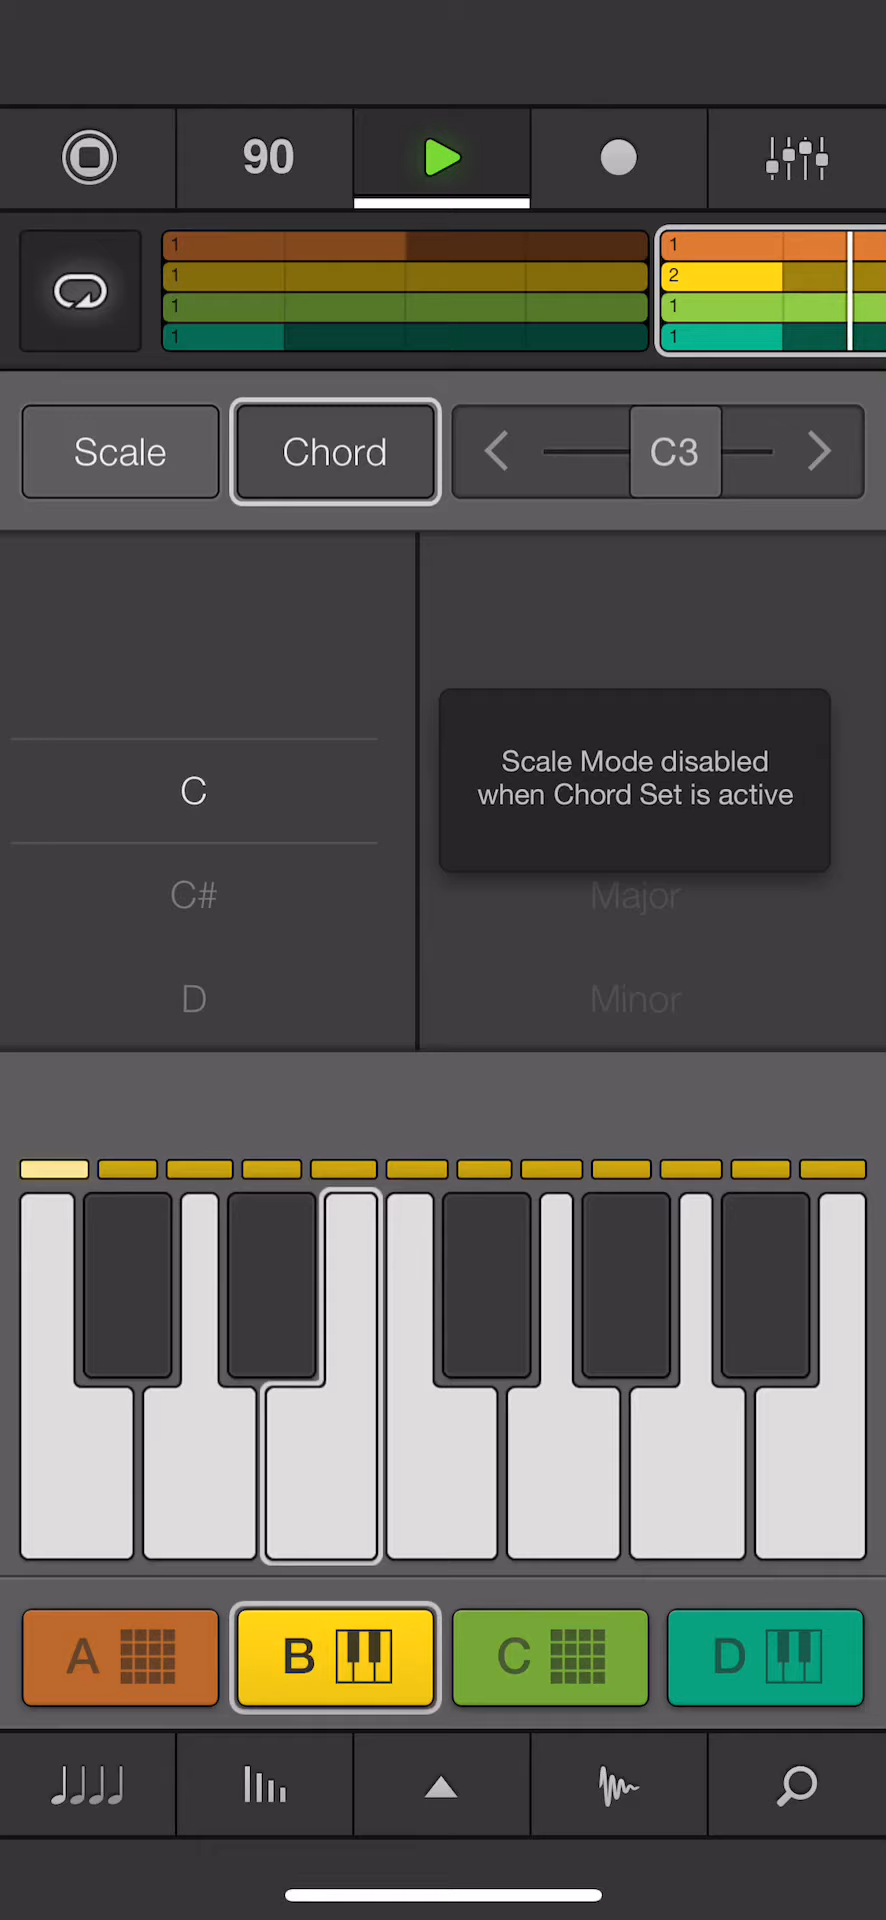 90
1
1
1
1
1
2
1
1
Scale
Chord
C3
C
C#
D
Scale Mode disabled
when Chord Set is active
Major
Minor
A
B
C
D